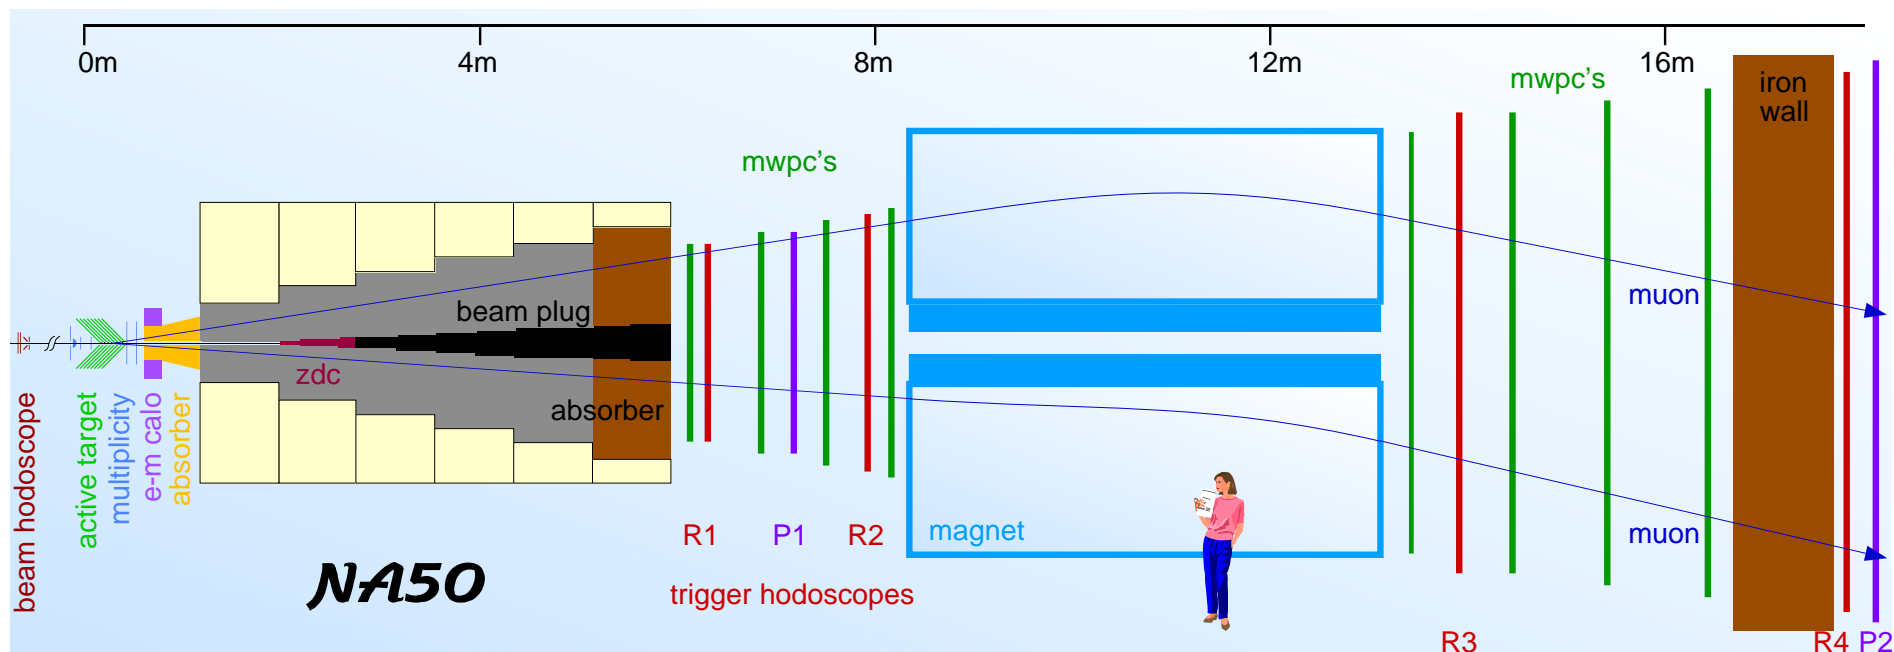 0m
4m
8m
12m
16m
mwpc's
iron
wall
mwpc's
muon
beam plug
zdc
absorber
beam hodoscope
active target
multiplicity
e-m calo
absorber
R1
P1
R2
magnet
muon
NA50
trigger hodoscopes
R3
R4
P2